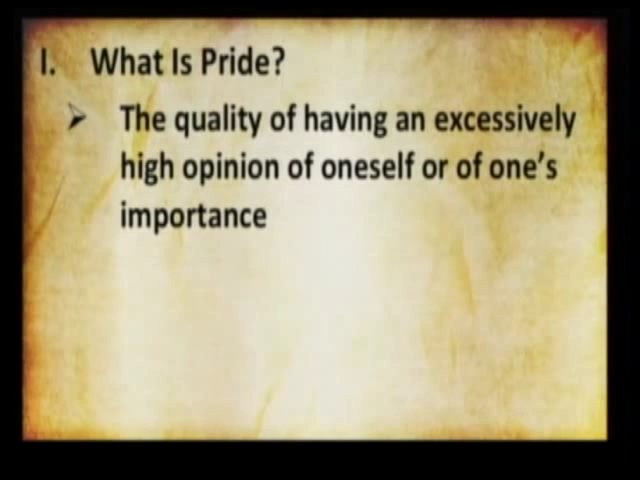 I. What Is Pride?
➢ The quality of having an excessively
high opinion of oneself or of one's
importance